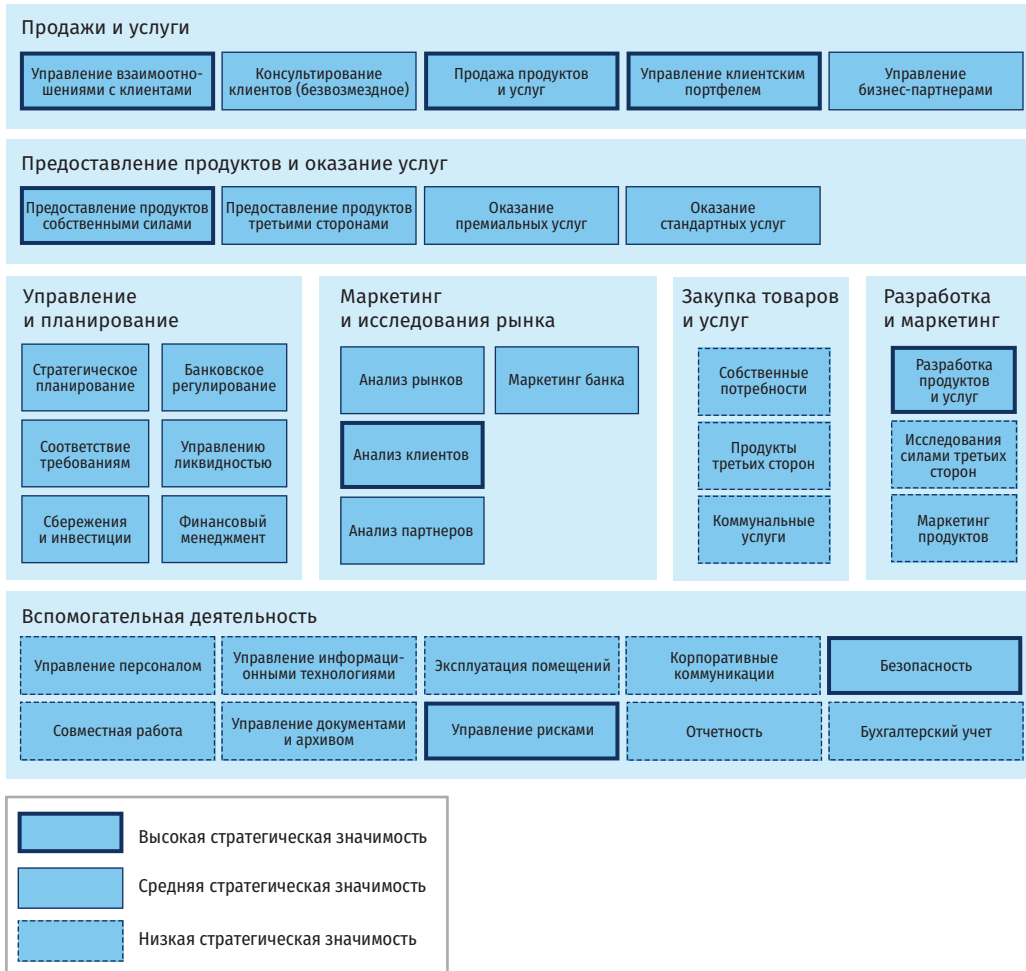 Продажи и услуги
Управление взаимоотно-
шениями с клиентами
Консультирование
клиентов (безвозмездное)
Продажа продуктов
и услуг
Управление клиентским
портфелем
Управление
бизнес-партнерами
Предоставление продуктов и оказание услуг
Предоставление продуктов
собственными силами
Предоставление продуктов
третьими сторонами
Оказание
премиальных услуг
Оказание
стандартных услуг
Управление
и планирование
Стратегическое
планирование
Банковское
регулирование
Соответствие
требованиям
Управлению
ликвидностью
Сбережения
и инвестиции
Финансовый
менеджмент
Маркетинг
и исследования рынка
Анализ рынков
Маркетинг банка
Анализ клиентов
Анализ партнеров
Закупка товаров
и услуг
Собственные
потребности
Продукты
третьих сторон
Коммунальные
услуги
Разработка
и маркетинг
Разработка
продуктов
и услуг
Исследования
силами третьих
сторон
Маркетинг
продуктов
Вспомогательная деятельность
Управление персоналом
Управление информаци-
онными технологиями
Эксплуатация помещений
Корпоративные
коммуникации
Безопасность
Совместная работа
Управление документами
и архивом
Управление рисками
Отчетность
Бухгалтерский учет
Высокая стратегическая значимость
Средняя стратегическая значимость
Низкая стратегическая значимость